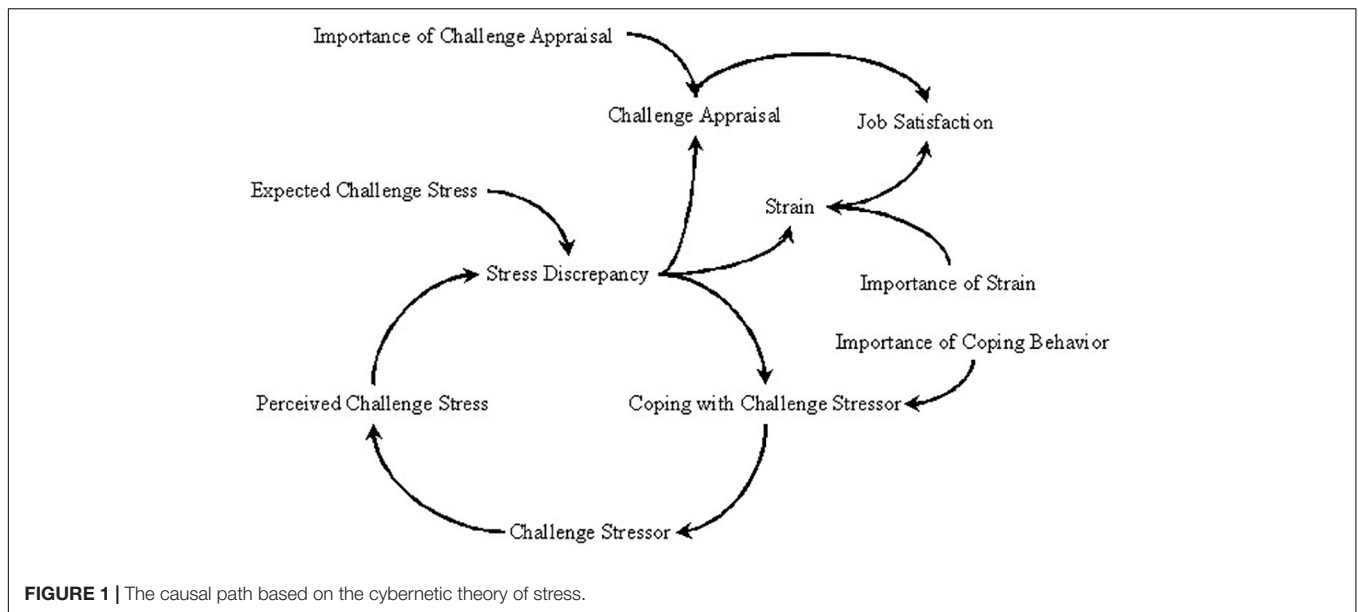 Importance of Challenge Appraisal
Challenge Appraisal
Job Satisfaction
Expected Challenge Stress
Strain
Stress Discrepancy
Importance of Strain
Importance of Coping Behavior
Perceived Challenge Stress
Coping with Challenge Stressor
Challenge Stressor
FIGURE 1 | The causal path based on the cybernetic theory of stress.